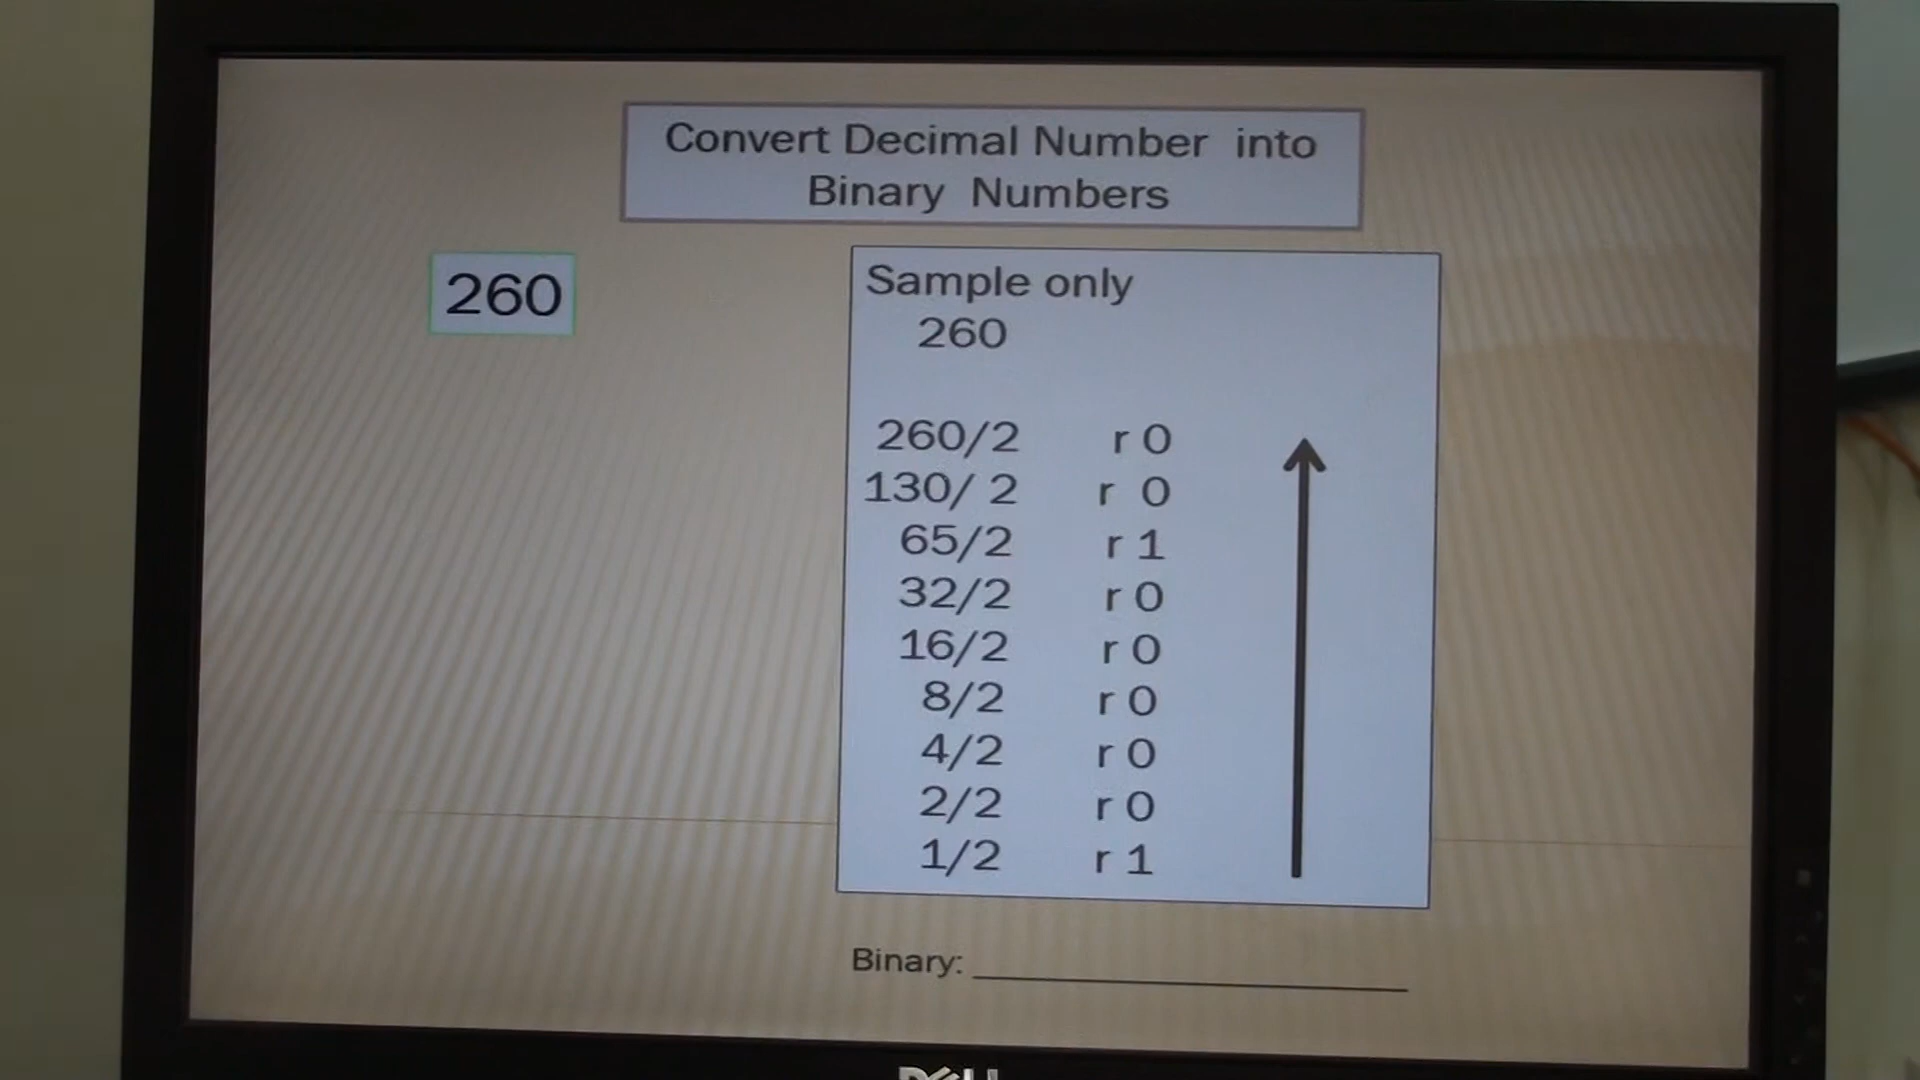 Convert Decimal Number into
Binary Numbers
260
Sample only
260
260/2 r 0
130/ 2 r 0
65/2 r 1
32/2 r 0
16/2 r 0
8/2 r 0
4/2 r 0
2/2 r 0
1/2 r 1
Binary: ____________________
DELL